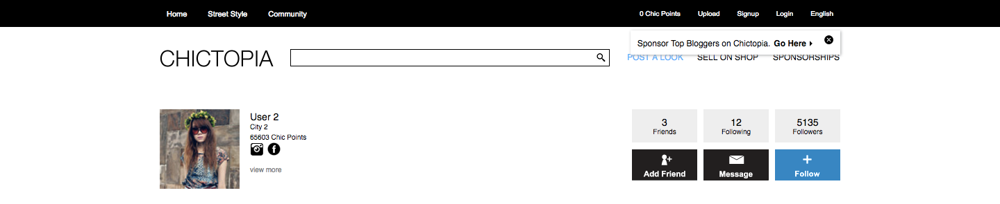 Home Street Style Community 0 Chic Points Upload Signup Login English
Sponsor Top Bloggers on Chictopia. Go Here
CHICTOPIA POST A LOOK SELL ON SHOP SPONSORSHIPS
User 2
City 2
65603 Chic Points
view more
3 12 5135
Friends Following Followers
Add Friend Message Follow